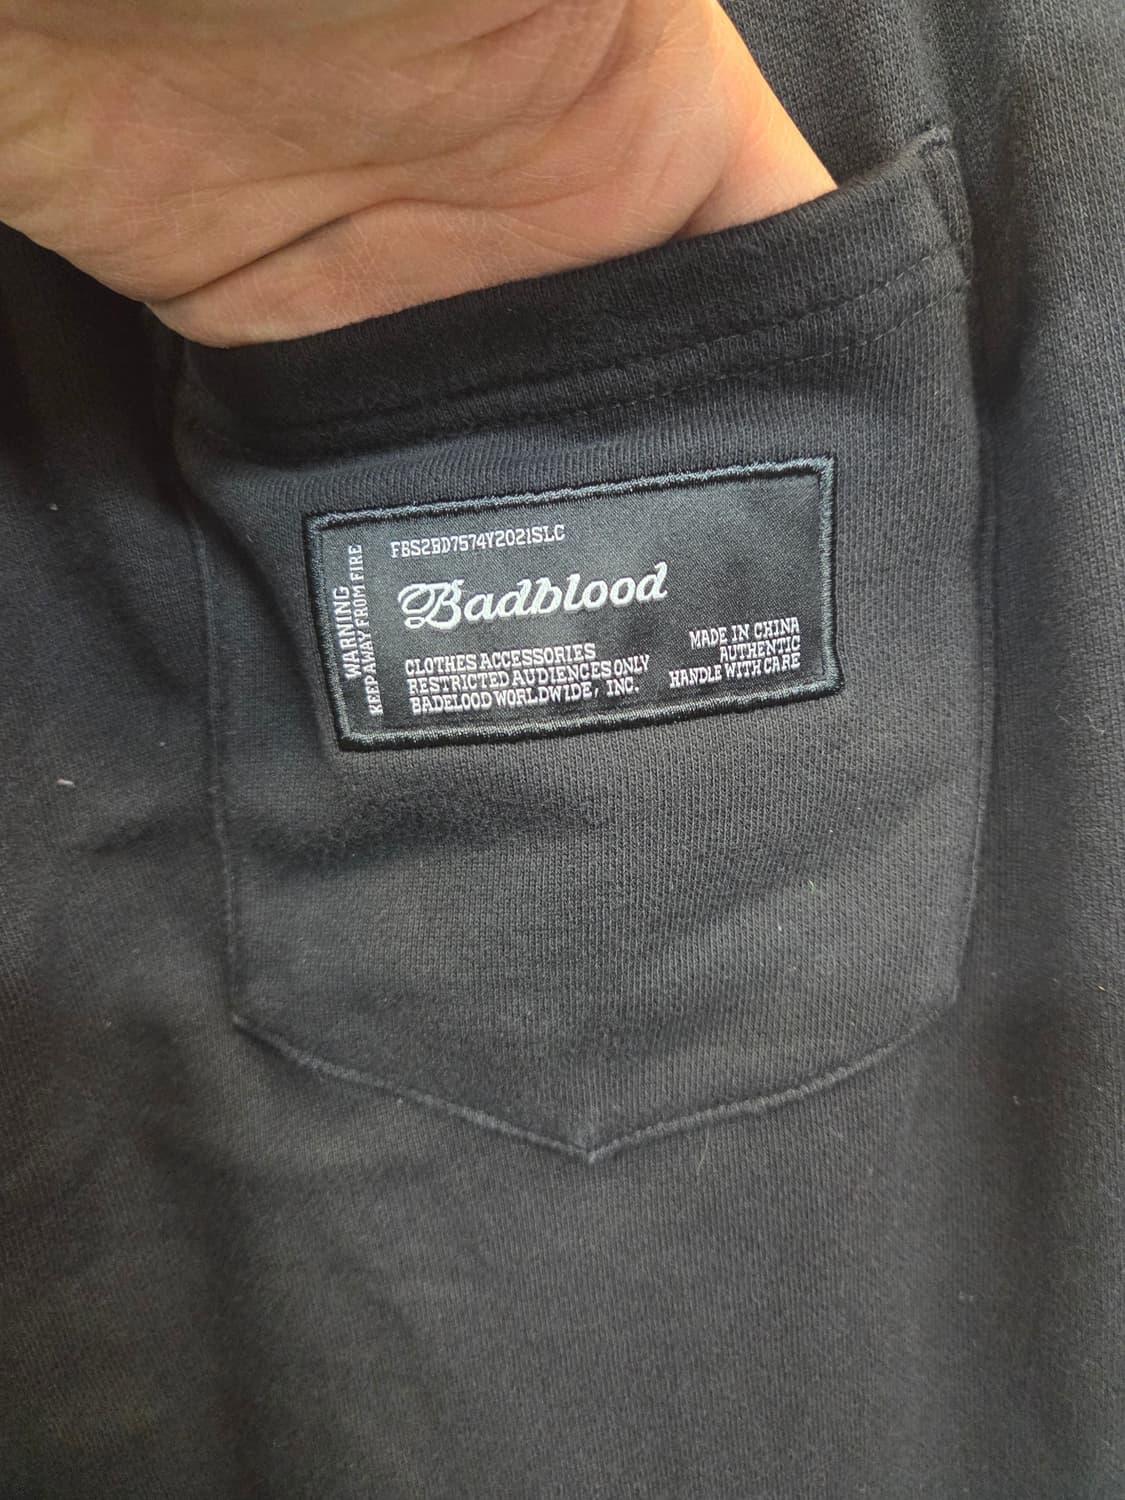 FBS2BD7574Y2021SLC
WARNING
KEEP AWAY FROM FIRE
Badblood
CLOTHES ACCESSORIES
RESTRICTED AUDIENCES ONLY
BADELOOD WORLDWIDE, INC.
MADE IN CHINA
AUTHENTIC
HANDLE WITH CARE